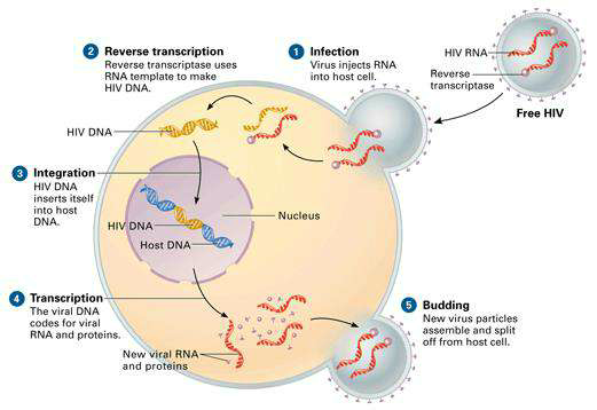 1 Infection
Virus injects RNA
into host cell.
HIV RNA
Reverse
transcriptase
Free HIV
2 Reverse transcription
Reverse transcriptase uses
RNA template to make
HIV DNA.
HIV DNA
3 Integration
HIV DNA
inserts itself
into host
DNA.
Nucleus
HIV DNA
Host DNA
4 Transcription
The viral DNA
codes for viral
RNA and proteins.
New viral RNA
and proteins
5 Budding
New virus particles
assemble and split
off from host cell.